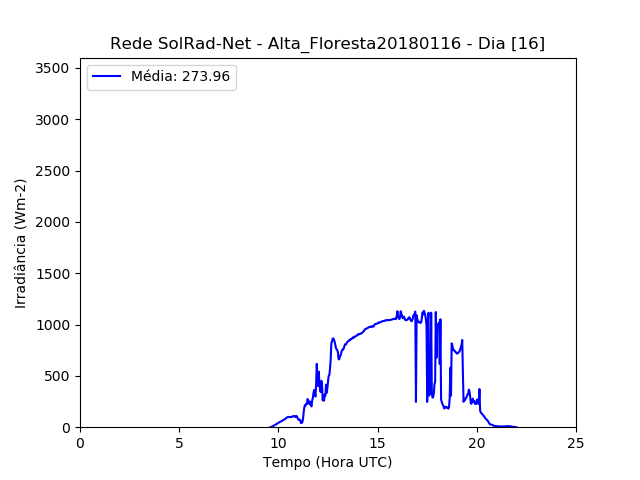 Rede SolRad-Net - Alta_Floresta20180116 - Dia [16]
Média: 273.96
Irradiância (Wm-2)
3500
3000
2500
2000
1500
1000
500
0
0 5 10 15 20 25
Tempo (Hora UTC)